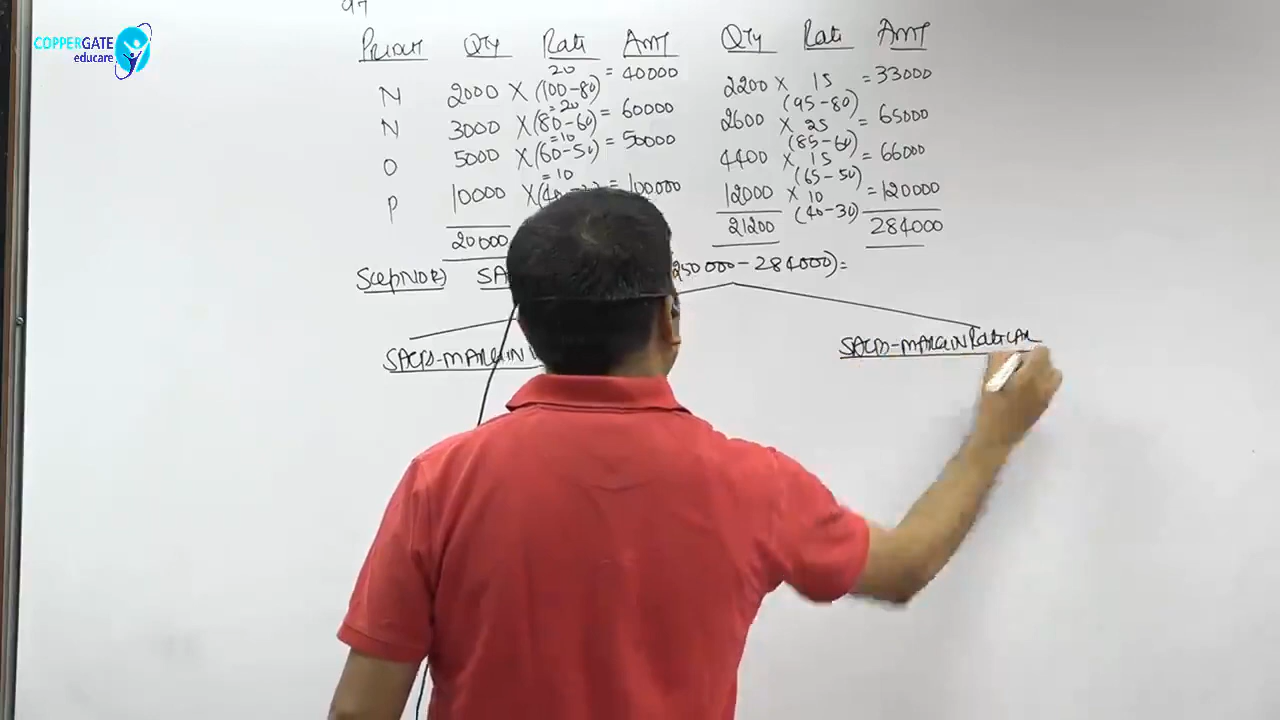 97
COPPERGATE
educare
Product Qty Rate Amt Qty Rate Amt
N 2000 X (100-80) 20 = 40000 2200 X 15 (95-80) = 33000
N 3000 X (80-60) = 20 = 60000 2600 X 25 (85-60) = 65000
O 5000 X (60-50) = 10 = 50000 4400 X 15 (65-50) = 66000
P 10000 X = 10 = 100000 12000 X 10 (40-30) = 120000
20000 21200 284000
250000-284000)=
SALES-MARGIN SALES-MARGIN